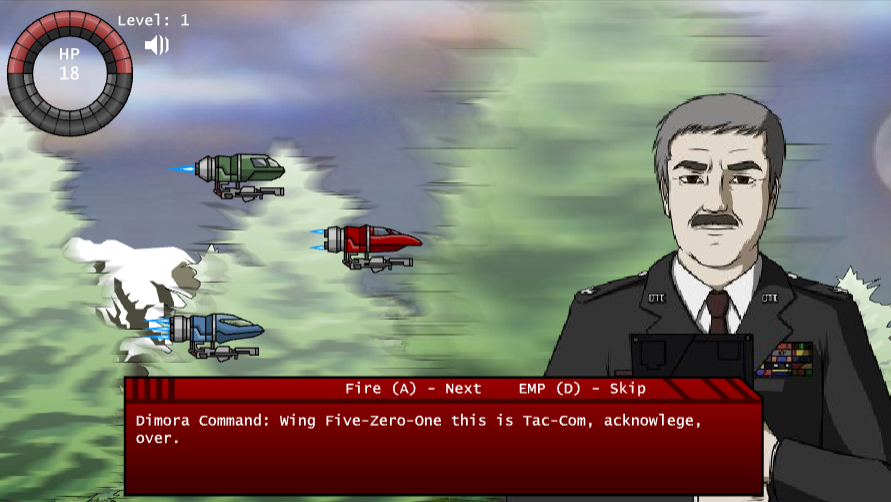 Level: 1
HP
18
Fire (A) - Next EMP (D) - Skip
Dimora Command: Wing Five-Zero-One this is Tac-Com, acknowlege,
over.